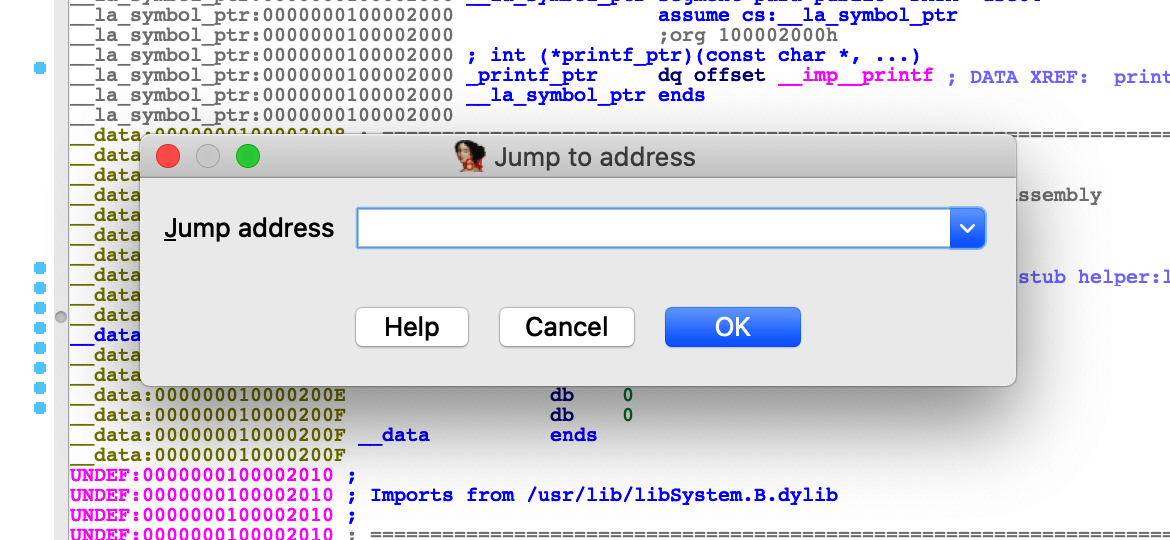 __la_symbol_ptr:0000000100002000 assume cs:__la_symbol_ptr
__la_symbol_ptr:0000000100002000 ;org 100002000h
__la_symbol_ptr:0000000100002000 ; int (*printf_ptr)(const char *, ...)
__la_symbol_ptr:0000000100002000 _printf_ptr dq offset __imp__printf ; DATA XREF: print
__la_symbol_ptr:0000000100002000 __la_symbol_ptr ends
__la_symbol_ptr:0000000100002000
__data:0000000100002008 ; ===========================================================================
Jump to address
__data
__data
__data ssembly
__data
Jump address
__data
__data
__data stub helper:l
__data
__data
Help Cancel OK
__data
__data
__data
__data:000000010000200E db 0
__data:000000010000200F db 0
__data:000000010000200F __data ends
__data:000000010000200F
UNDEF:0000000100002010 ;
UNDEF:0000000100002010 ; Imports from /usr/lib/libSystem.B.dylib
UNDEF:0000000100002010 ;
UNDEF:0000000100002010 ; ===========================================================================